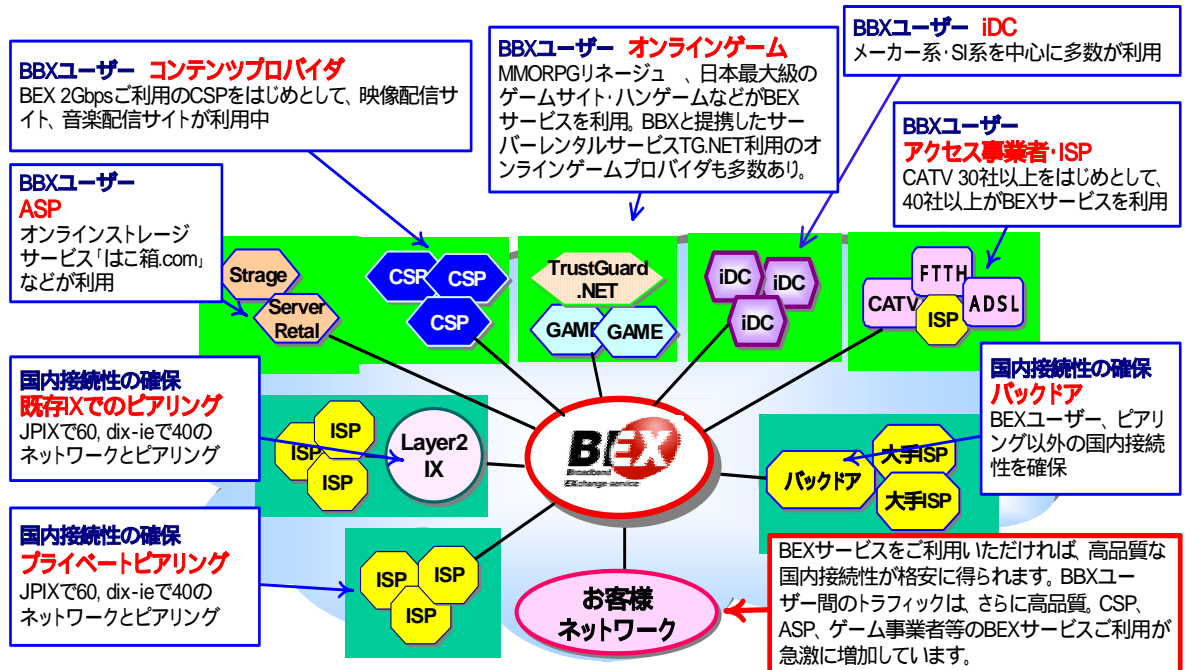 BBXユーザー コンテンツプロバイダ
BEX 2Gbpsご利用のCSPをはじめとして、映像配信サ
イト、音楽配信サイトが利用中
BBXユーザー オンラインゲーム
MMORPGリネージュ 、日本最大級の
ゲームサイト・ハンゲームなどがBEX
サービスを利用。BBXと提携したサー
バーレンタルサービスTG.NET利用のオ
ンラインゲームプロバイダも多数あり。
BBXユーザー iDC
メーカー系・SI系を中心に多数が利用
BBXユーザー
アクセス事業者・ISP
CATV 30社以上をはじめとして、
40社以上がBEXサービスを利用
BBXユーザー
ASP
オンラインストレージ
サービス「はこ箱.com」
などが利用
Strage
Server
Retal
CSP
CSP
CSP
TrustGuard
.NET
GAME
GAME
iDC
iDC
iDC
FTTH
CATV
ADSL
ISP
国内接続性の確保
既存IXでのピアリング
JPIXで60, dix-ieで40の
ネットワークとピアリング
ISP
ISP
ISP
Layer2
IX
BEX
Broadband
EXchange service
国内接続性の確保
バックドア
BEXユーザー、ピアリ
ング以外の国内接続
性を確保
バックドア
大手ISP
大手ISP
国内接続性の確保
プライベートピアリング
JPIXで60, dix-ieで40の
ネットワークとピアリング
ISP
ISP
ISP
お客様
ネットワーク
BEXサービスをご利用いただければ、高品質な
国内接続性が格安に得られます。BBXユー
ザー間のトラフィックは、さらに高品質。CSP、
ASP、ゲーム事業者等のBEXサービスご利用が
急激に増加しています。